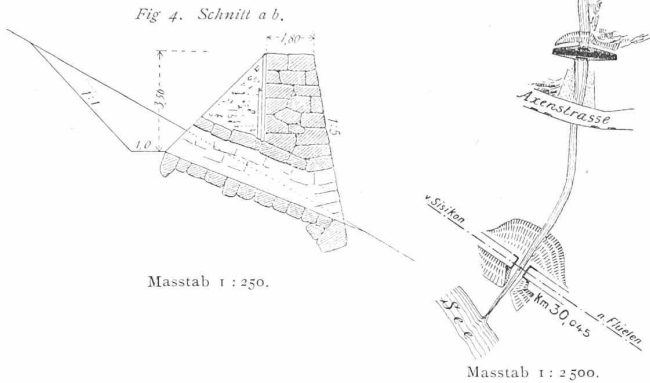 Fig 4. Schnitt a b.
1,80
3,50
1:1
1,0
1:5
Masstab 1 : 250.
Axenstrasse
v. Sisikon
Km 30,045
n. Flüelen
See
Masstab 1 : 2500.